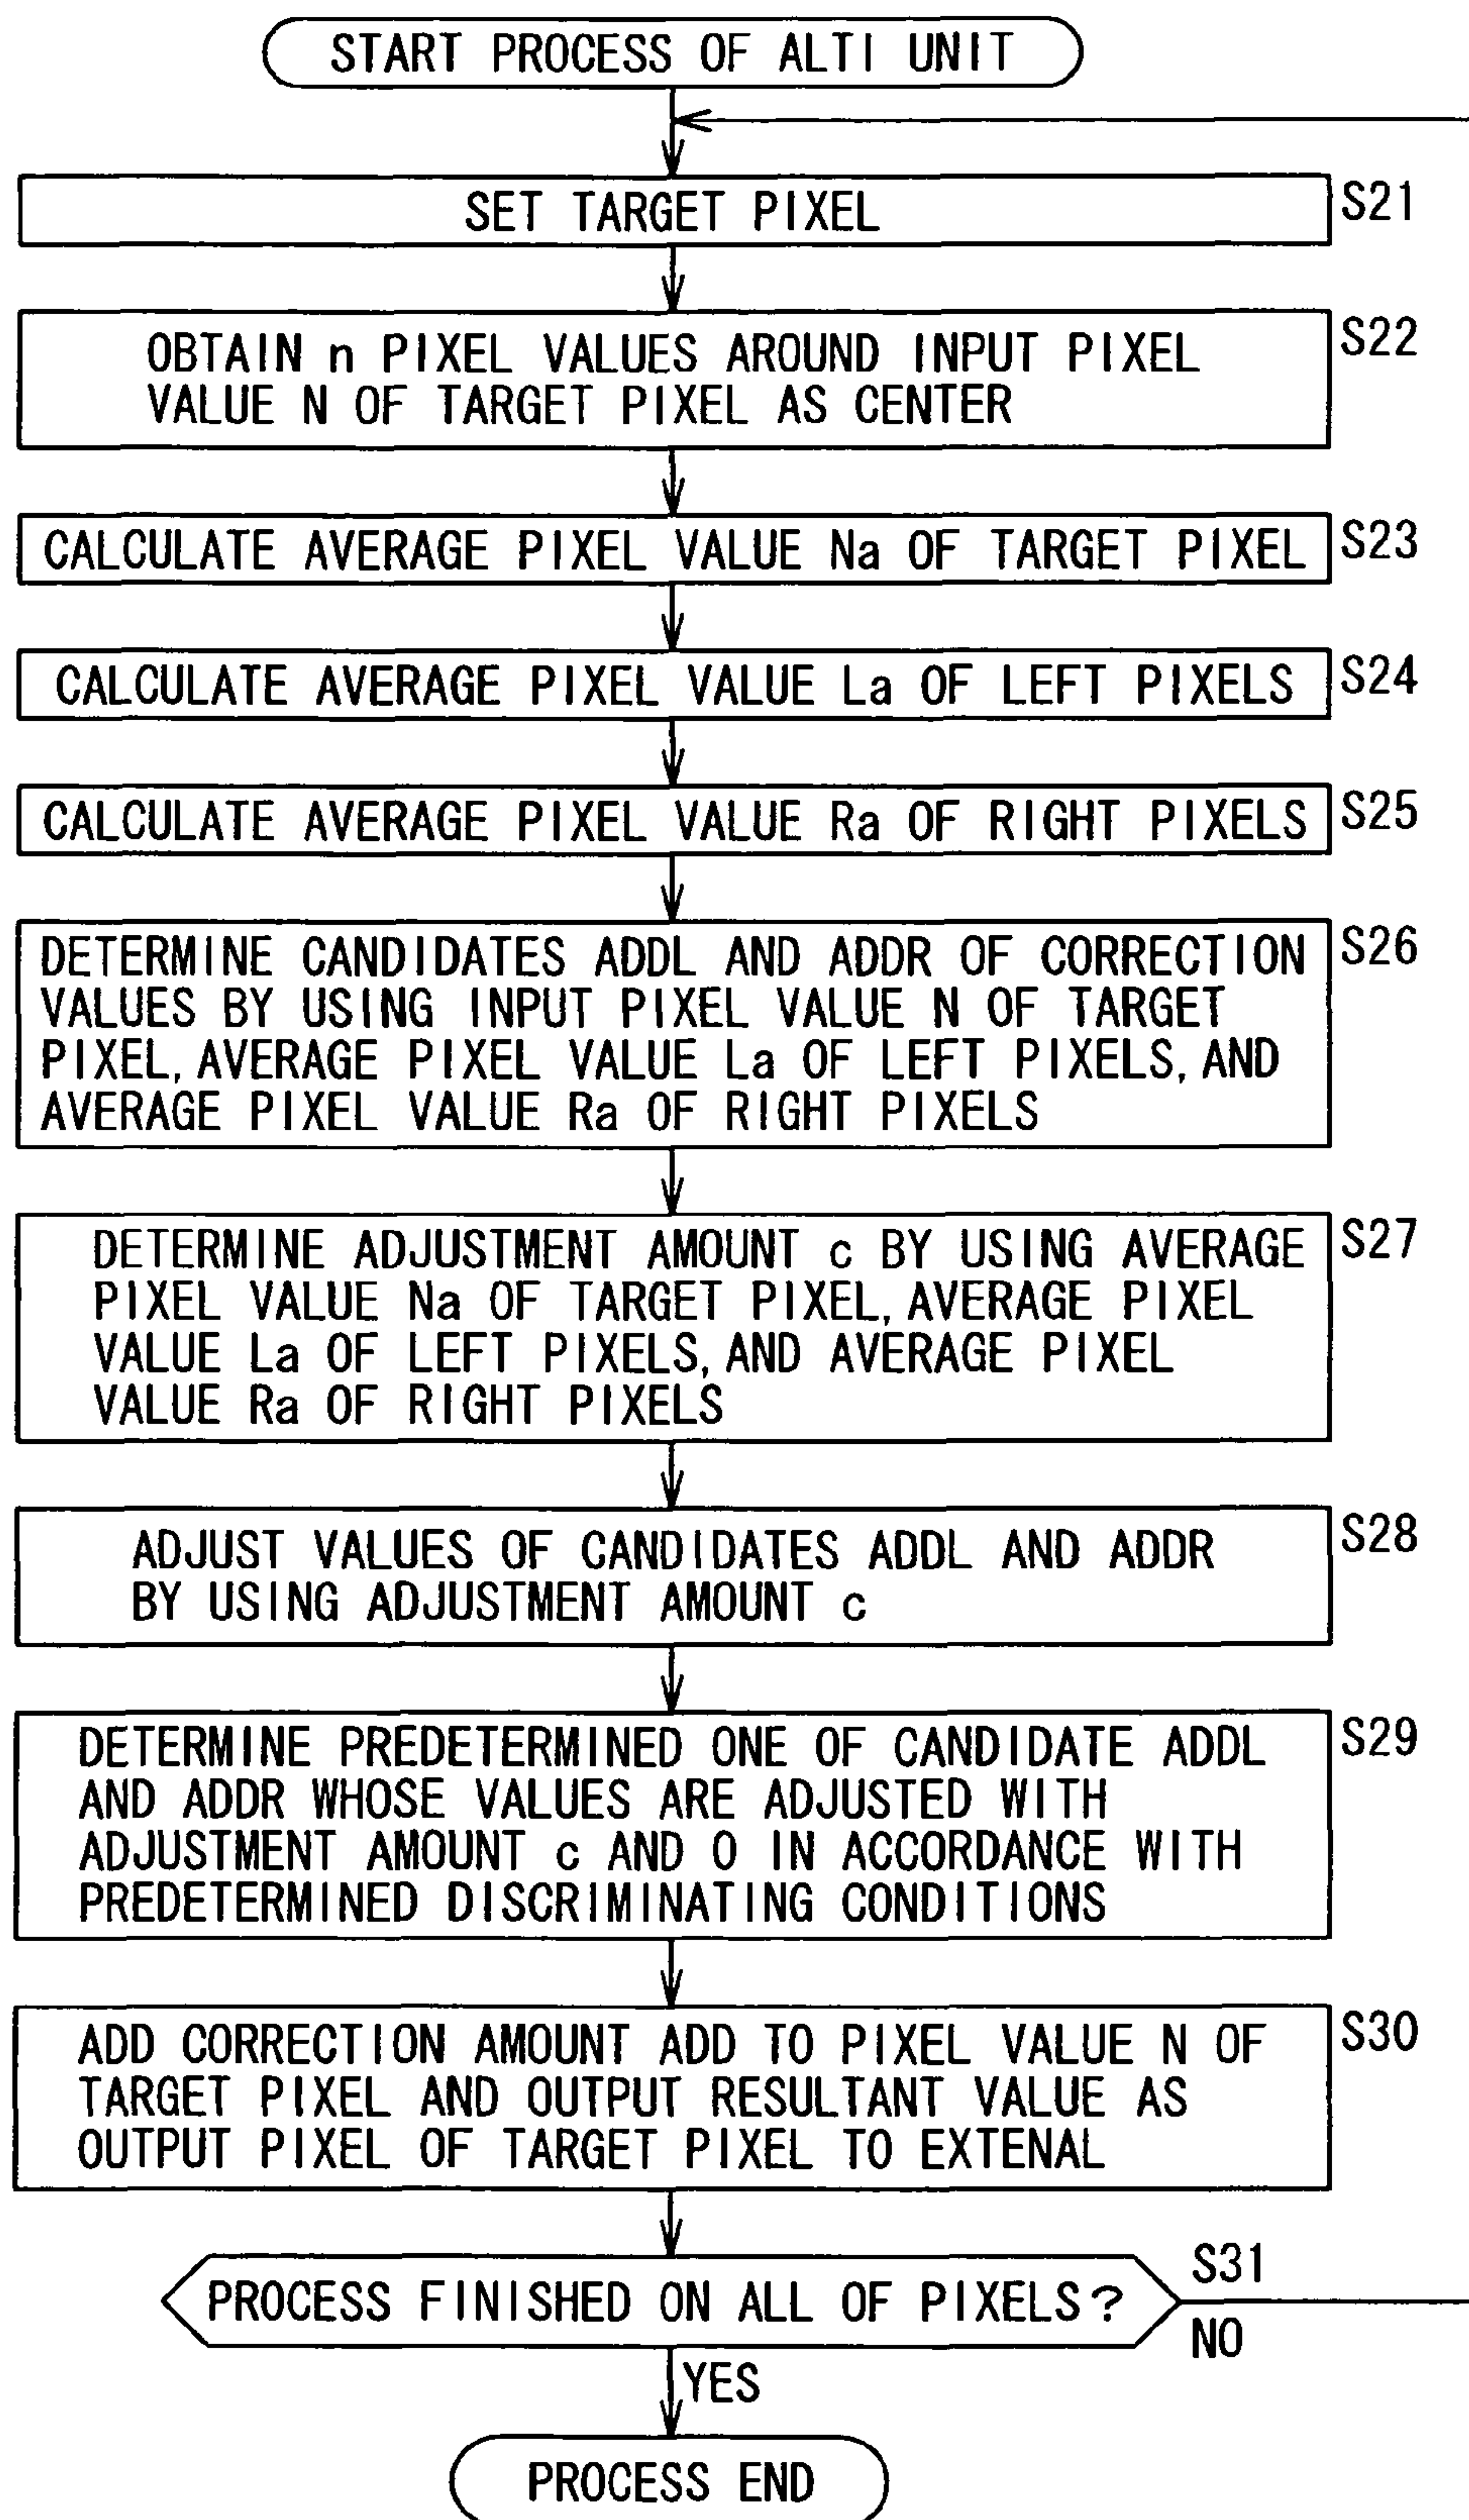 START PROCESS OF ALTI UNIT
SET TARGET PIXEL
S21
OBTAIN n PIXEL VALUES AROUND INPUT PIXEL
VALUE N OF TARGET PIXEL AS CENTER
S22
CALCULATE AVERAGE PIXEL VALUE Na OF TARGET PIXEL
S23
CALCULATE AVERAGE PIXEL VALUE La OF LEFT PIXELS
S24
CALCULATE AVERAGE PIXEL VALUE Ra OF RIGHT PIXELS
S25
DETERMINE CANDIDATES ADDL AND ADDR OF CORRECTION
VALUES BY USING INPUT PIXEL VALUE N OF TARGET
PIXEL, AVERAGE PIXEL VALUE La OF LEFT PIXELS, AND
AVERAGE PIXEL VALUE Ra OF RIGHT PIXELS
S26
DETERMINE ADJUSTMENT AMOUNT c BY USING AVERAGE
PIXEL VALUE Na OF TARGET PIXEL, AVERAGE PIXEL
VALUE La OF LEFT PIXELS, AND AVERAGE PIXEL
VALUE Ra OF RIGHT PIXELS
S27
ADJUST VALUES OF CANDIDATES ADDL AND ADDR
BY USING ADJUSTMENT AMOUNT c
S28
DETERMINE PREDETERMINED ONE OF CANDIDATE ADDL
AND ADDR WHOSE VALUES ARE ADJUSTED WITH
ADJUSTMENT AMOUNT c AND 0 IN ACCORDANCE WITH
PREDETERMINED DISCRIMINATING CONDITIONS
S29
ADD CORRECTION AMOUNT ADD TO PIXEL VALUE N OF
TARGET PIXEL AND OUTPUT RESULTANT VALUE AS
OUTPUT PIXEL OF TARGET PIXEL TO EXTENAL
S30
PROCESS FINISHED ON ALL OF PIXELS?
S31
NO
YES
PROCESS END